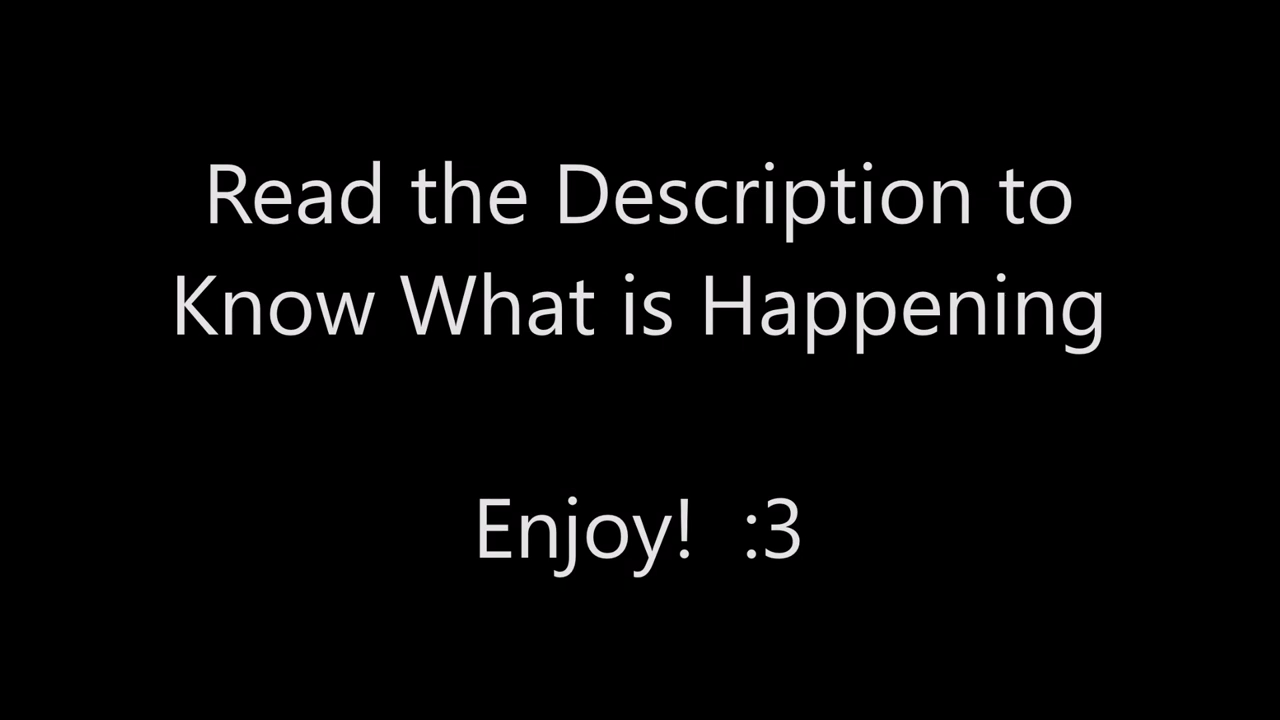 Read the Description to
Know What is Happening
Enjoy!  :3